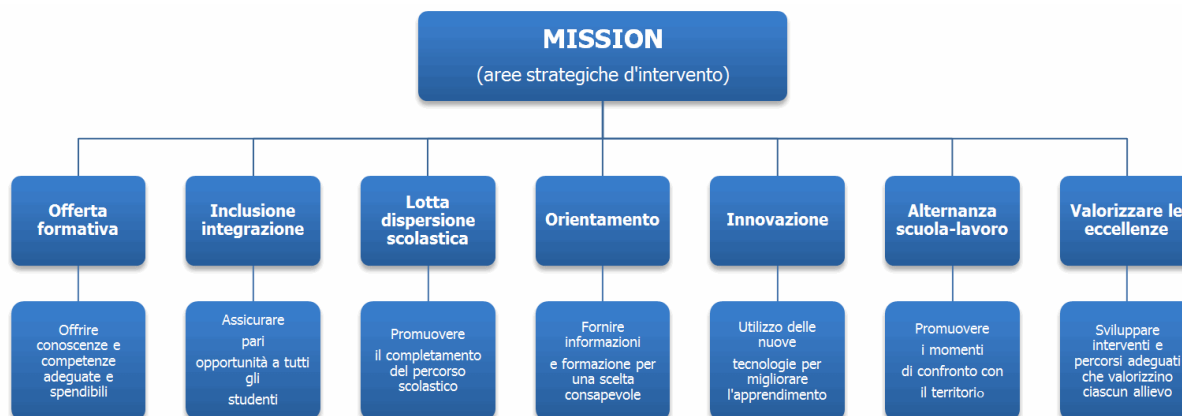 MISSION
(aree strategiche d'intervento)
Offerta
formativa
Inclusione
integrazione
Lotta
dispersione
scolastica
Orientamento
Innovazione
Alternanza
scuola-lavoro
Valorizzare le
eccellenze
Offrire
conoscenze e
competenze
adeguate e
spendibili
Assicurare
pari
opportunità a tutti
gli
studenti
Promuovere
il completamento
del percorso
scolastico
Fornire
informazioni
e formazione per
una scelta
consapevole
Utilizzo delle
nuove
tecnologie per
migliorare
l'apprendimento
Promuovere
i momenti
di confronto con
il territorio
Sviluppare
interventi e
percorsi adeguati
che valorizzino
ciascun allievo